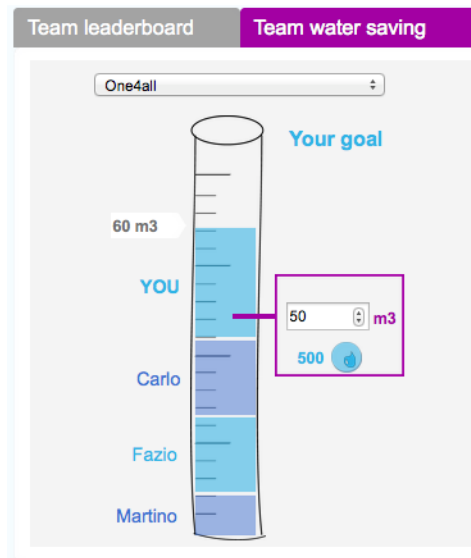 Team leaderboard
Team water saving
One4all
Your goal
60 m3
YOU
50
m3
500
Carlo
Fazio
Martino